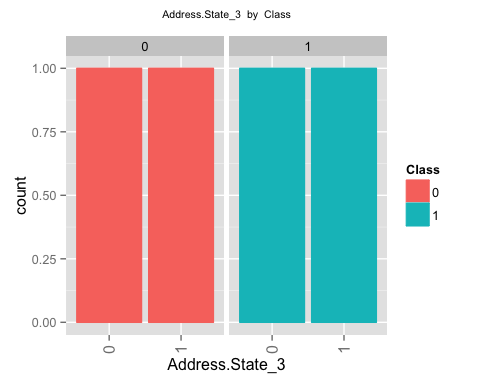 Address.State_3 by Class
0 1
1.00
0.75
0.50
0.25
0.00
count
0 1 0 1
Address.State_3
Class
0
1